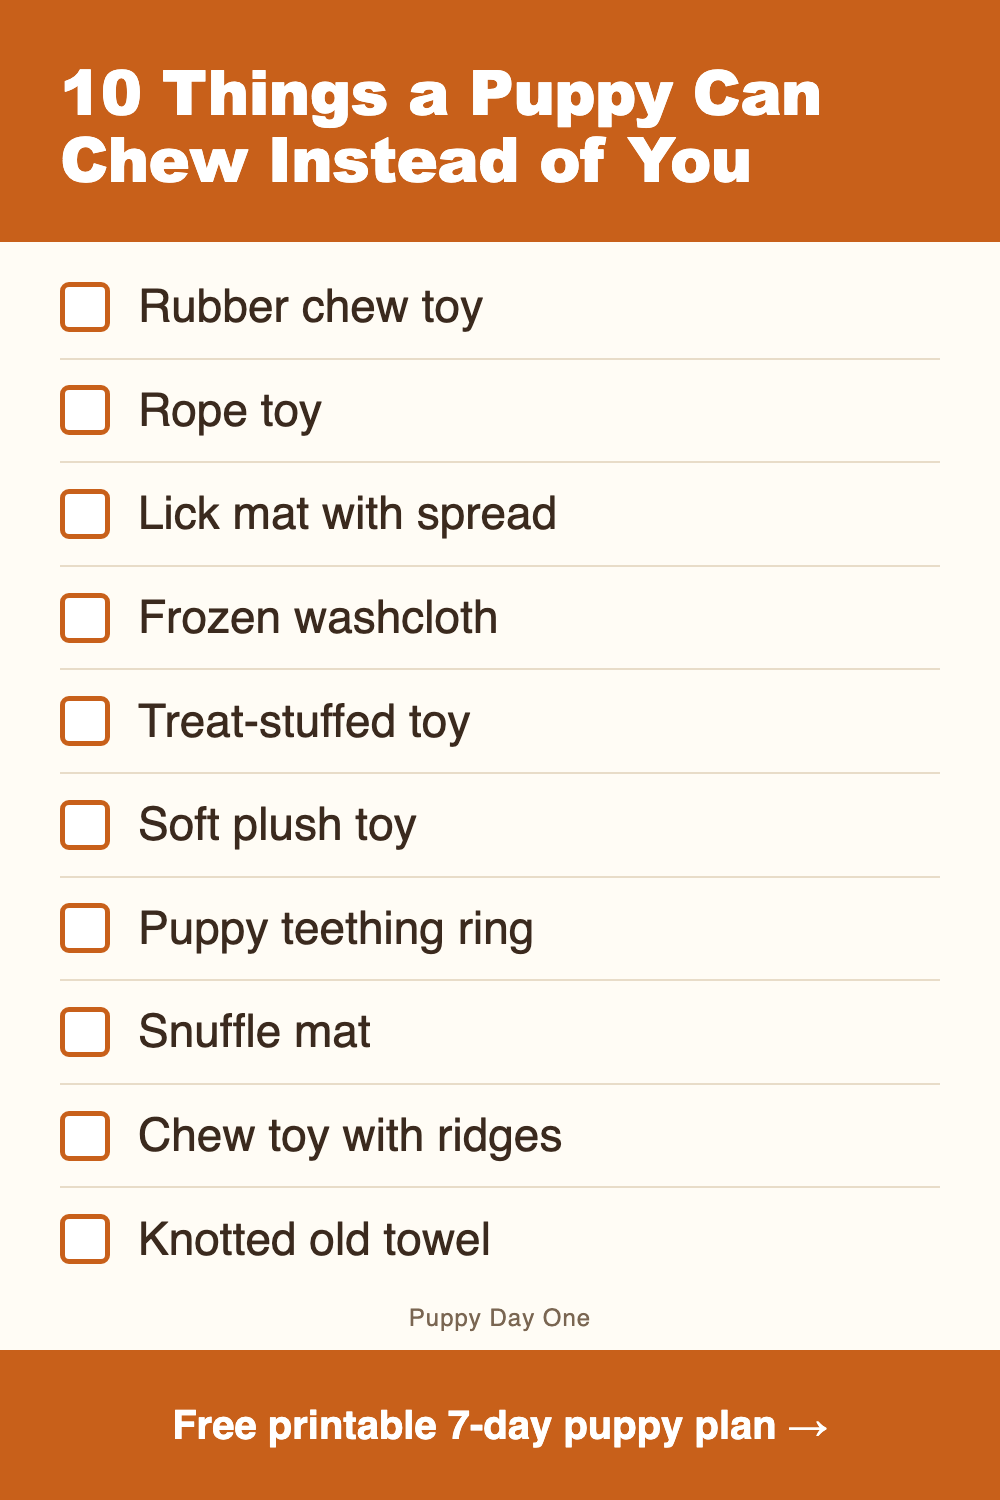 10 Things a Puppy Can
Chew Instead of You
Rubber chew toy
Rope toy
Lick mat with spread
Frozen washcloth
Treat-stuffed toy
Soft plush toy
Puppy teething ring
Snuffle mat
Chew toy with ridges
Knotted old towel
Puppy Day One
Free printable 7-day puppy plan →